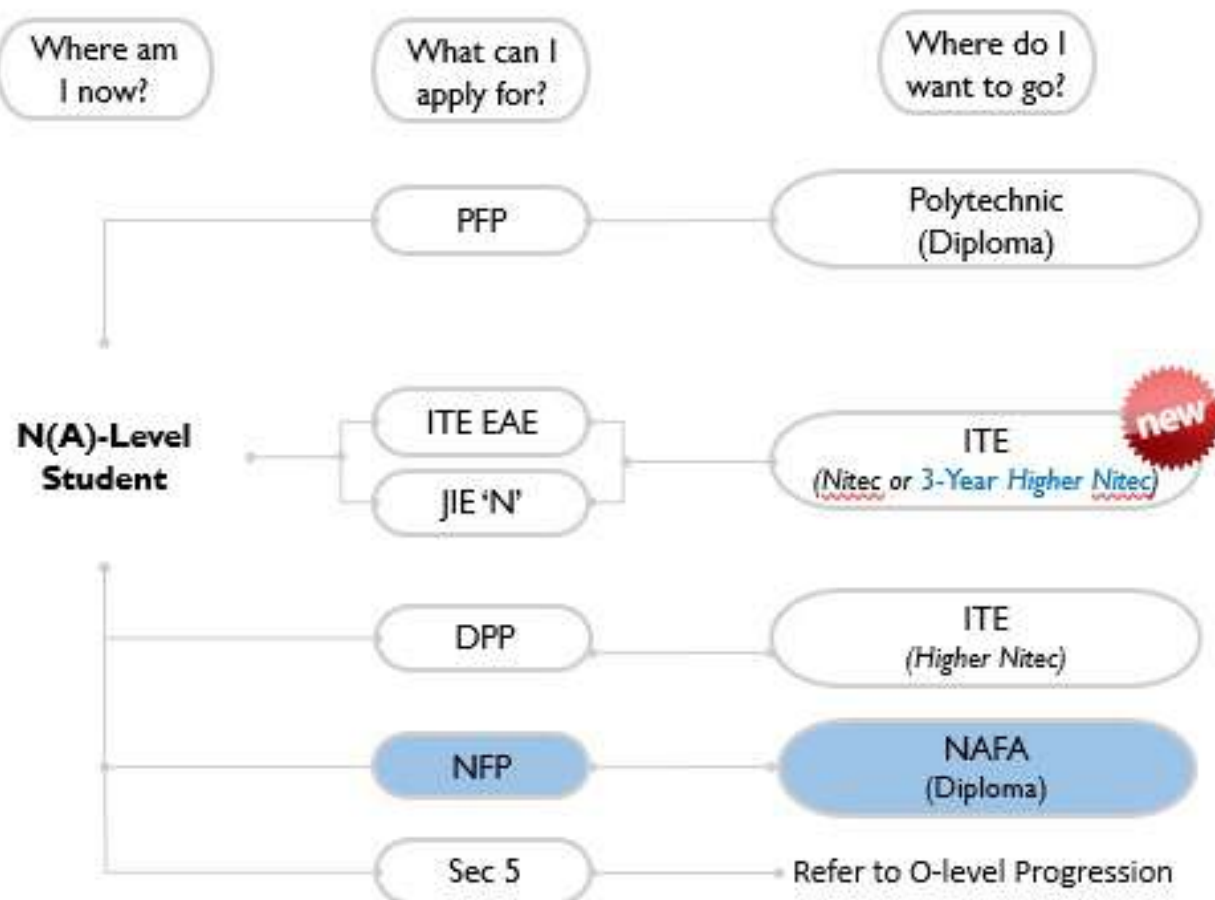 Where am
I now?
What can I
apply for?
Where do I
want to go?
PFP
Polytechnic
(Diploma)
N(A)-Level
Student
ITE EAE
JIE ‘N’
new
ITE
(Nitec or 3-Year Higher Nitec)
DPP
ITE
(Higher Nitec)
NFP
NAFA
(Diploma)
Sec 5
Refer to O-level Progression